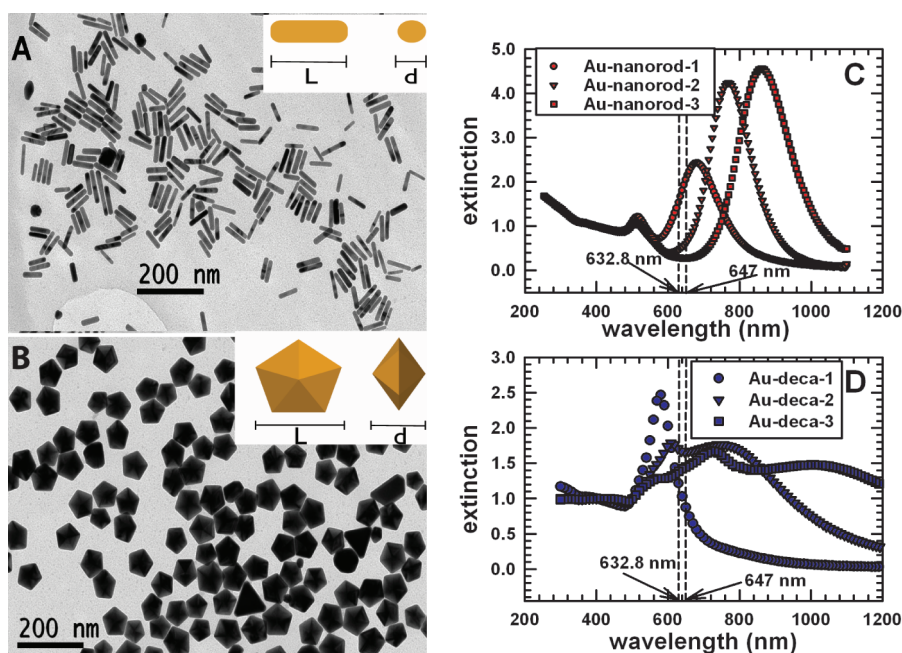 A
L
d
200 nm
B
L
d
200 nm
C
Au-nanorod-1
Au-nanorod-2
Au-nanorod-3
extinction
5.0
4.0
3.0
2.0
1.0
0.0
632.8 nm
647 nm
200 400 600 800 1000 1200
wavelength (nm)
D
Au-deca-1
Au-deca-2
Au-deca-3
extinction
3.0
2.5
2.0
1.5
1.0
0.5
0.0
632.8 nm
647 nm
200 400 600 800 1000 1200
wavelength (nm)